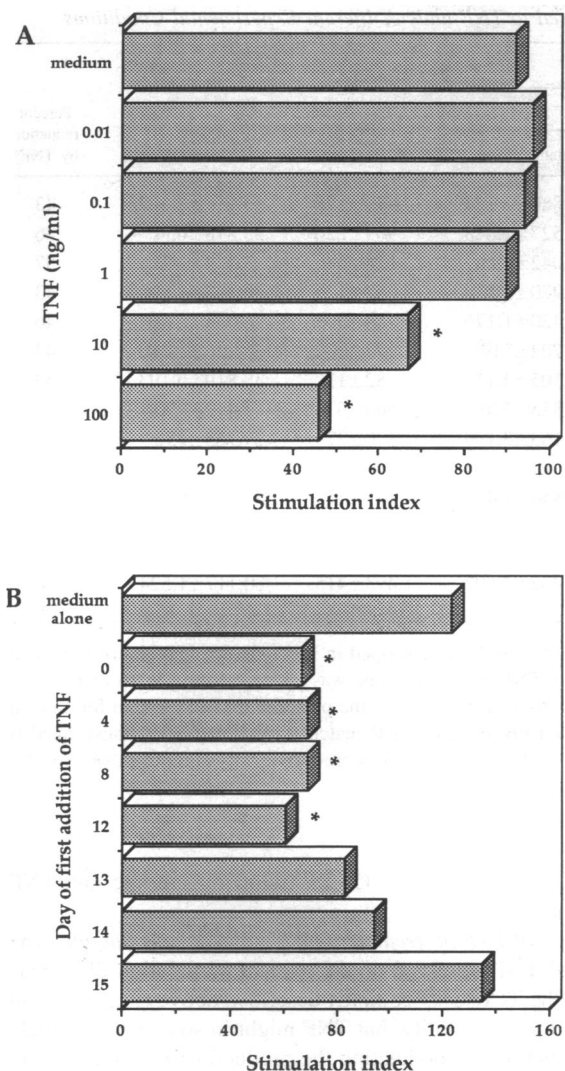 A
medium
0.01
0.1
1
10
100
TNF (ng/ml)
*
*
0 20 40 60 80 100
Stimulation index
B
medium
alone
0
4
8
12
13
14
15
Day of first addition of TNF
*
*
*
*
0 40 80 120 160
Stimulation index